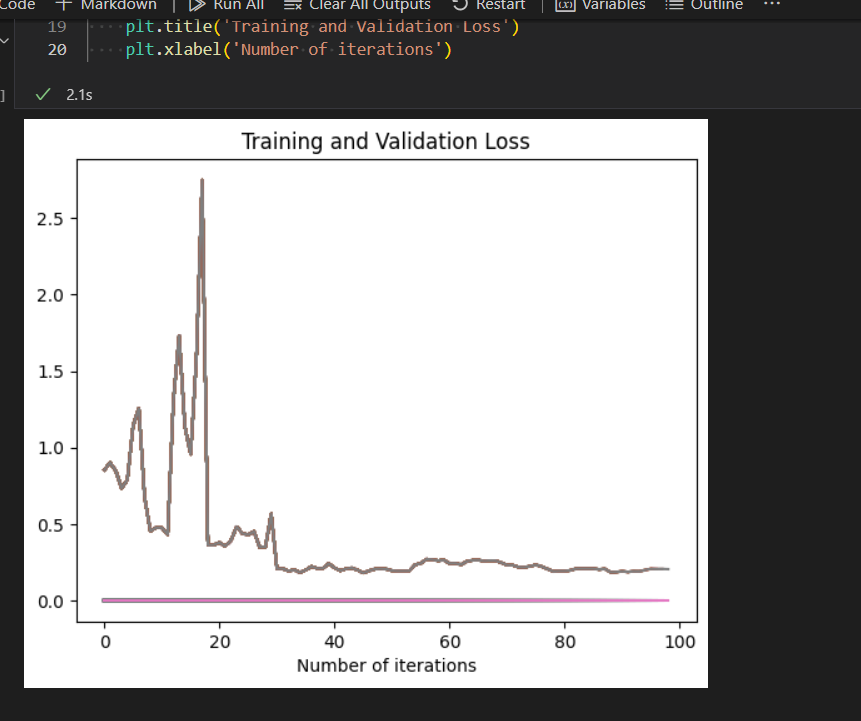 Code + Markdown | Run All Clear All Outputs Restart | (x) Variables Outline ...
19 plt.title('Training and Validation Loss')
20 plt.xlabel('Number of iterations')
] ✓ 2.1s
Training and Validation Loss
2.5
2.0
1.5
1.0
0.5
0.0
0 20 40 60 80 100
Number of iterations